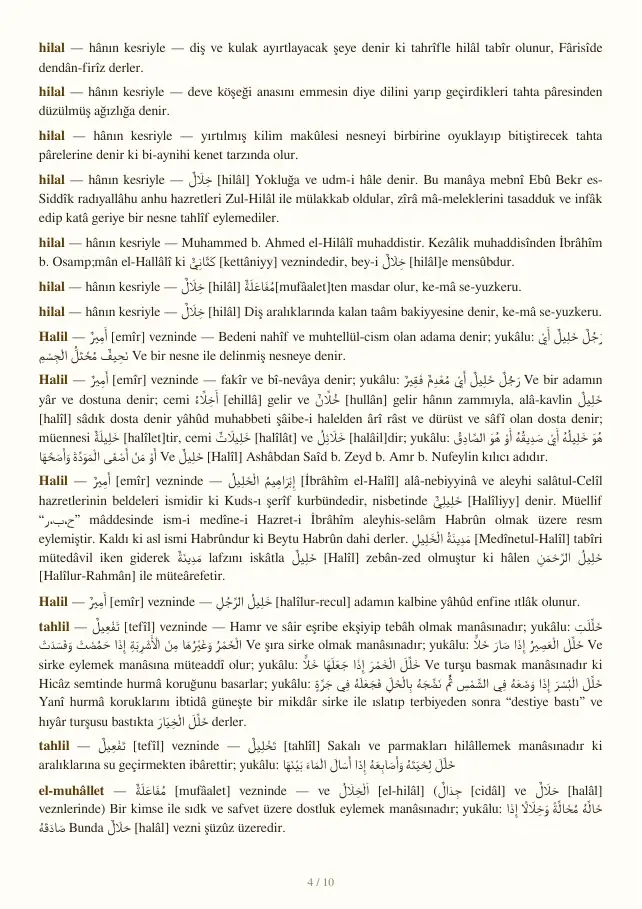 hilal — hânın kesriyle — diş ve kulak ayırtlayacak şeye denir ki tahrîfle hilâl tabîr olunur, Fârisîde
dendân-firîz derler.
hilal — hânın kesriyle — deve köşeği anasını emmesin diye dilini yarıp geçirdikleri tahta pâresinden
düzülmüş ağızlığa denir.
hilal — hânın kesriyle — yırtılmış kilim makûlesi nesneyi birbirine oyuklayıp bitiştirecek tahta
pârelerine denir ki bi-aynihi kenet tarzında olur.
hilal — hânın kesriyle — خِلَالٌ [hilâl] Yokluğa ve udm-i hâle denir. Bu manâya mebnî Ebû Bekr es-
Siddîk radıyallâhu anhu hazretleri Zul-Hilâl ile mülakkab oldular, zîrâ mâ-meleklerini tasadduk ve infâk
edip katâ geriye bir nesne tahlîf eylemediler.
hilal — hânın kesriyle — Muhammed b. Ahmed el-Hilâlî muhaddistir. Kezâlik muhaddisînden İbrâhîm
b. Osamp;mân el-Hallâlî ki كَتَّانِيٌّ [kettâniyy] veznindedir, bey-i خِلَالٌ [hilâl]e mensûbdur.
hilal — hânın kesriyle — خِلَالٌ [hilâl] مُفَاعَلَةٌ[mufâalet]ten masdar olur, ke-mâ se-yuzkeru.
hilal — hânın kesriyle — خِلَالٌ [hilâl] Diş aralıklarında kalan taâm bakiyyesine denir, ke-mâ se-yuzkeru.
Halil — أَمِيرٌ [emîr] vezninde — Bedeni nahîf ve muhtellül-cism olan adama denir; yukâlu: رَجُلٌ خَلِيلٌ أَيْ
نَحِيفٌ مُخْتَلُّ الْجِسْمِ Ve bir nesne ile delinmiş nesneye denir.
Halil — أَمِيرٌ [emîr] vezninde — fakîr ve bî-nevâya denir; yukâlu: رَجُلٌ خَلِيلٌ أَيْ مُعْدِمٌ فَقِيرٌ Ve bir adamın
yâr ve dostuna denir; cemi أَخِلَّاءُ [ehillâ] gelir ve خُلَّانٌ [hullân] gelir hânın zammıyla, alâ-kavlin خَلِيلٌ
[halîl] sâdık dosta denir yâhûd muhabbeti şâibe-i halelden ârî râst ve dürüst ve sâfî olan dosta denir;
müennesi خَلِيلَةٌ [halîlet]tir, cemi خَلِيلَاتٌ [halîlât] ve خَلَائِلُ [halâil]dir; yukâlu: هُوَ خَلِيلُهُ أَيْ صَدِيقُهُ أَوْ هُوَ الصَّادِقُ
أَوْ مَنْ أَصْفَى الْمَوَدَّةَ وَأَصَحَّهَا Ve خَلِيلٌ [Halîl] Ashâbdan Saîd b. Zeyd b. Amr b. Nufeylin kılıcı adıdır.
Halil — أَمِيرٌ [emîr] vezninde — إِبْرَاهِيمُ الْخَلِيلُ [İbrâhîm el-Halîl] alâ-nebiyyinâ ve aleyhi salâtul-Celîl
hazretlerinin beldeleri ismidir ki Kuds-ı şerîf kurbündedir, nisbetinde خَلِيلِيٌّ [Halîliyy] denir. Müellif
“ح،ب،ر” mâddesinde ism-i medîne-i Hazret-i İbrâhîm aleyhis-selâm Habrûn olmak üzere resm
eylemiştir. Kaldı ki asl ismi Habrûndur ki Beytu Habrûn dahi derler. مَدِينَةُ الْخَلِيلِ [Medînetul-Halîl] tabîri
mütedâvil iken giderek مَدِينَةٌ lafzını iskâtla خَلِيلٌ [Halîl] zebân-zed olmuştur ki hâlen خَلِيلُ الرَّحْمَنِ
[Halîlur-Rahmân] ile müteârefetir.
Halil — أَمِيرٌ [emîr] vezninde — خَلِيلُ الرَّجُلِ [halîlur-recul] adamın kalbine yâhûd enfine ıtlâk olunur.
tahlil — تَفْعِيلٌ [tefîl] vezninde — Hamr ve sâir eşribe ekşiyip tebâh olmak manâsınadır; yukâlu: خَلَّلَتِ
الْخَمْرُ وَغَيْرُهَا مِنَ الْأَشْرِبَةِ إِذَا حَمُضَتْ وَفَسَدَتْ Ve şıra sirke olmak manâsınadır; yukâlu: خَلَّلَ الْعَصِيرُ إِذَا صَارَ خَلًّا Ve
sirke eylemek manâsına müteaddî olur; yukâlu: خَلَّلَ الْخَمْرَ إِذَا جَعَلَهَا خَلًّا Ve turşu basmak manâsınadır ki
Hicâz semtinde hurmâ koruğunu basarlar; yukâlu: خَلَّلَ الْبُسْرَ إِذَا وَضَعَهُ فِي الشَّمْسِ ثُمَّ نَضَّحَهُ بِالْخَلِّ فَجَعَلَهُ فِي جَرَّةٍ
Yanî hurmâ koruklarını ibtidâ güneşte bir mikdâr sirke ile ıslatıp terbiyeden sonra “destiye bastı” ve
hıyâr turşusu bastıkta خَلَّلَ الْخِيَارَ derler.
tahlil — تَفْعِيلٌ [tefîl] vezninde — تَخْلِيلٌ [tahlîl] Sakalı ve parmakları hilâllemek manâsınadır ki
aralıklarına su geçirmekten ibârettir; yukâlu: خَلَّلَ لِحْيَتَهُ وَأَصَابِعَهُ إِذَا أَسَالَ الْمَاءَ بَيْنَهَا
el-muhâllet — مُفَاعَلَةٌ [mufâalet] vezninde — ve اَلْخِلَالُ [el-hilâl] (جِدَالٌ [cidâl] ve حَلَالٌ [halâl]
veznlerinde) Bir kimse ile sıdk ve safvet üzere dostluk eylemek manâsınadır; yukâlu: خَالَّهُ مُخَالَّةً وَخِلَالًا إِذَا
صَادَقَهُ Bunda خَلَالٌ [halâl] vezni şüzûz üzeredir.
4 / 10